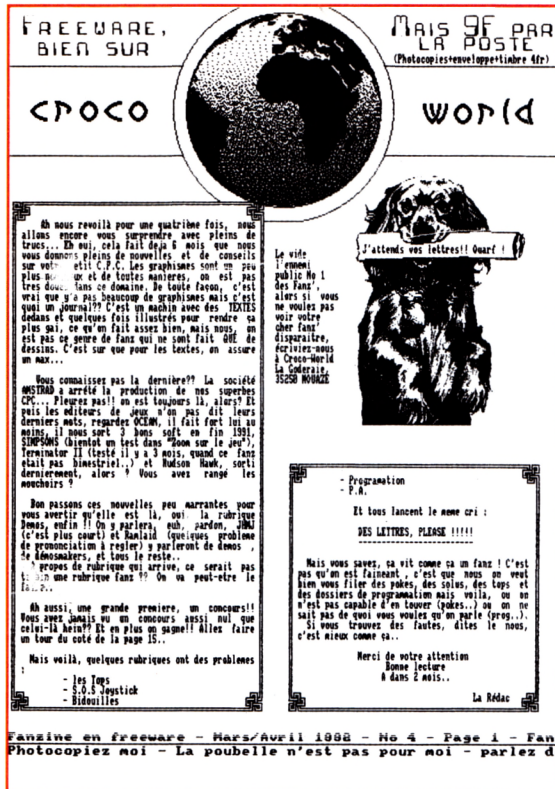 FREEWARE,
BIEN SUR
MAIS 9F PAR
LA POSTE
(Photocopies+enveloppe+timbre 4fr)
croco world
Ah nous revoilà pour une quatrième fois, nous
allons encore vous surprendre avec pleins de
trucs... Eh oui, cela fait deja 6 mois que nous
vous donnons pleins de nouvelles et de conseils
sur votre petit C.P.C. Les graphismes sont un peu
plus et de toutes manieres, on est pas
tres doués dans ce domaine. De toute façon, c'est
vrai que y'a pas beaucoup de graphismes mais c'est
quoi un journal?? C'est un machin avec des TEXTES
dedans et quelques fois illustrés pour rendre ça
plus gai, ce qu'on fait assez bien, mais nous, on
est pas ce genre de fanz qui ne sont fait QUE de
dessins. C'est sur que pour les textes, on assure
un max...
Vous connaissez pas la dernière?? La société
AMSTRAD a arrété la production de nos superbes
CPC... Pleurez pas!! on est toujours là, alors? Et
puis les editeurs de jeux n'on pas dit leurs
derniers mots, regardez OCEAN, il fait fort lui au
moins, il nous sort 3 bons soft en fin 1991,
SIMPSONS (bientot un test dans "Zoom sur le jeu"),
Terminator II (testé il y a 3 mois, quand ce fanz
etait pas bimestriel..) et Hudson Hawk, sorti
dernierement, alors ? Vous avez rangé les
mouchoirs ?
Bon passons ces nouvelles peu marrantes pour
vous avertir qu'elle est là, oui, la rubrique
Demos, enfin !! On y parlera, euh, pardon, JHMJ
(c'est plus court) et Ramlaid (quelques probleme
de prononciation à regler) y parleront de demos ,
de démosmakers, et tous le reste..
A propos de rubrique qui arrive, ce serait pas
bien une rubrique fanz ?? On va peut-etre le
faire..
Ah aussi, une grande premiere, un concours!!
Vous avez jamais vu un concours aussi nul que
celui-là hein?? Et en plus on gagne!! Allez faire
un tour du coté de la page 15..
Mais voilà, quelques rubriques ont des problemes
:
- les Tops
- S.O.S Joystick
- Bidouilles
J'attends vos lettres!! Ouarf !
Le vide
l'ennemi
public No 1
des Fanz',
alors si vous
ne voulez pas
voir votre
cher fanz'
disparaitre,
écriviez-nous
à Croco-World
La Goderaie,
35250 MOUAZE
- Programation
- P.A.
Et tous lancent le meme cri :
DES LETTRES, PLEASE !!!!!
Mais vous savez, ça vit comme ça un fanz ! C'est
pas qu'on est faineant , c'est que nous on veut
bien vous filer des pokes, des solus, des tops et
des dossiers de programation mais voila, ou on
n'est pas capable d'en touver (pokes..) ou on ne
sait pas de quoi vous voulez qu'on parle (prog..).
Si vous trouvez des fautes, dites le nous,
c'est mieux comme ça..
Merci de votre attention
Bonne lecture
A dans 2 mois..
La Rédac
Fanzine en freeware - Mars/Avril 1992 - No 4 - Page 1 - Fan
Photocopiez moi - La poubelle n'est pas pour moi - parlez d